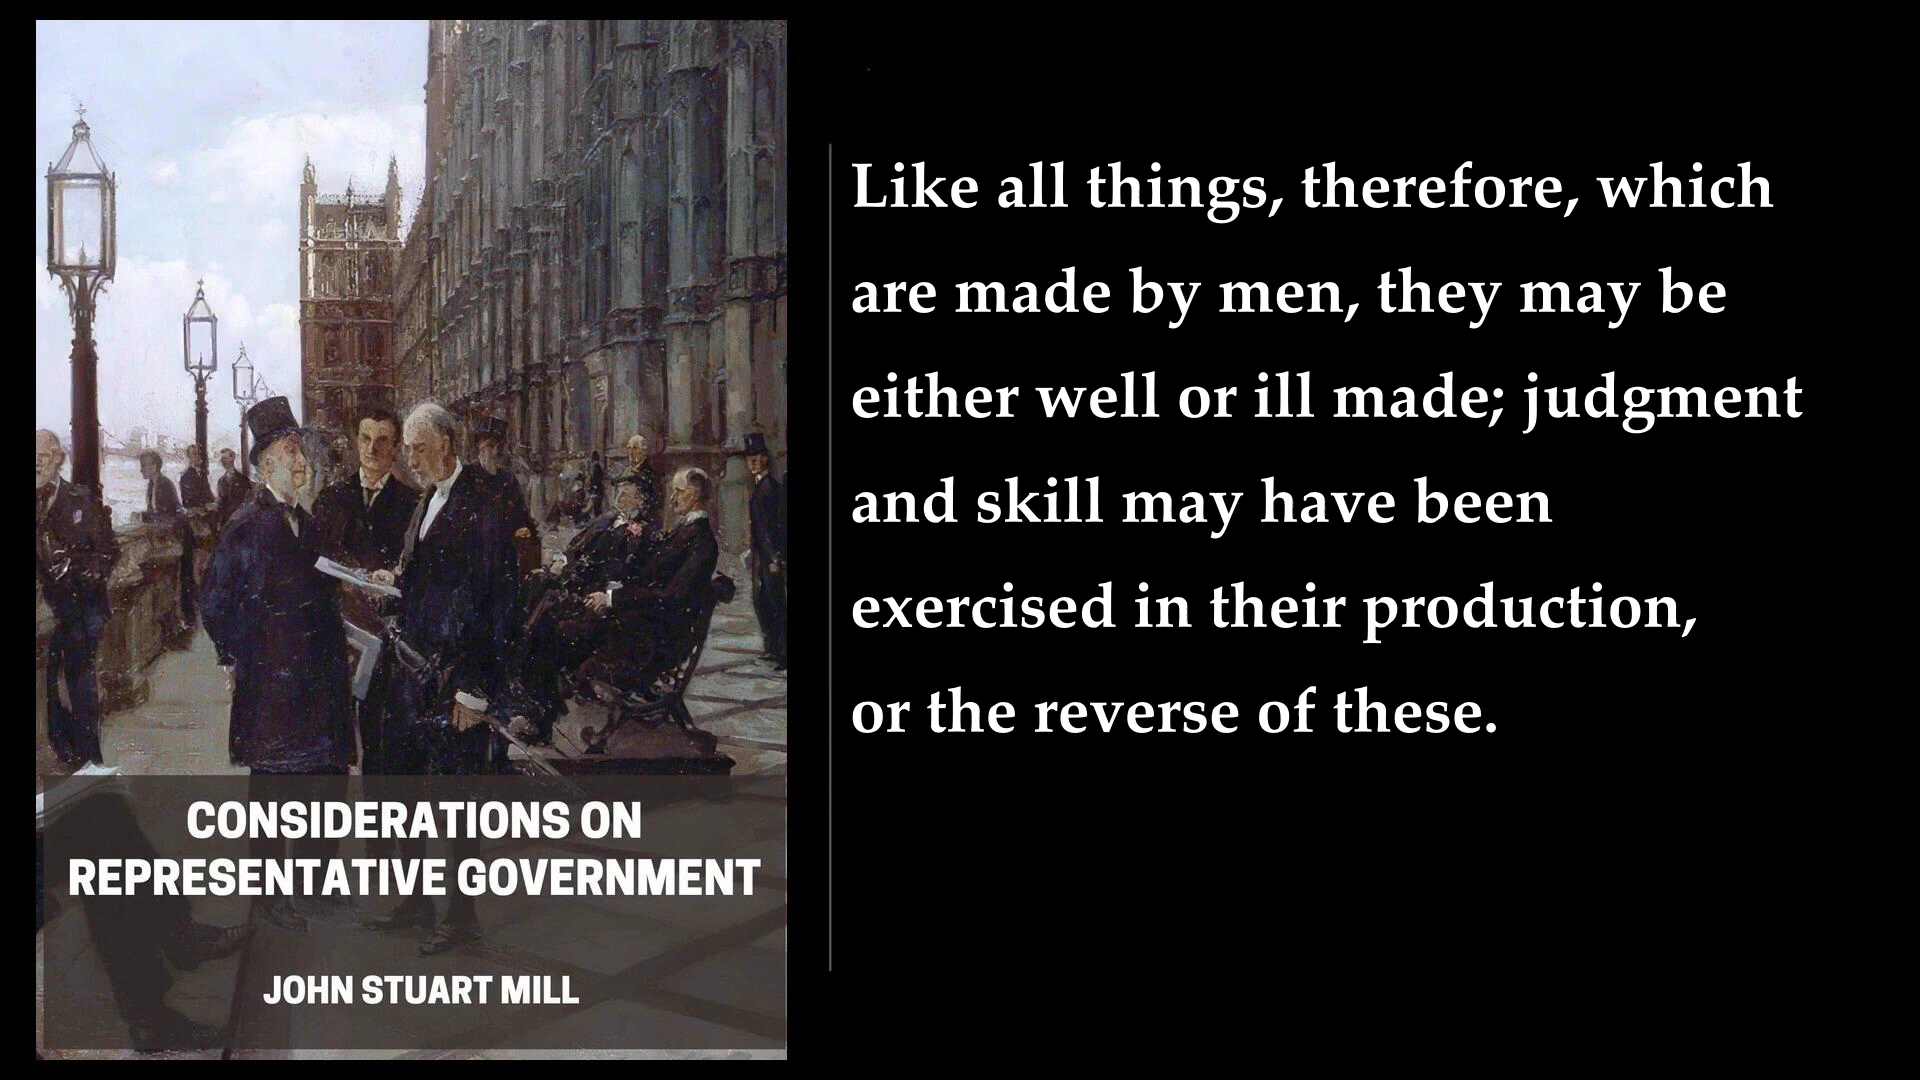 CONSIDERATIONS ON
REPRESENTATIVE GOVERNMENT
JOHN STUART MILL
Like all things, therefore, which
are made by men, they may be
either well or ill made; judgment
and skill may have been
exercised in their production,
or the reverse of these.